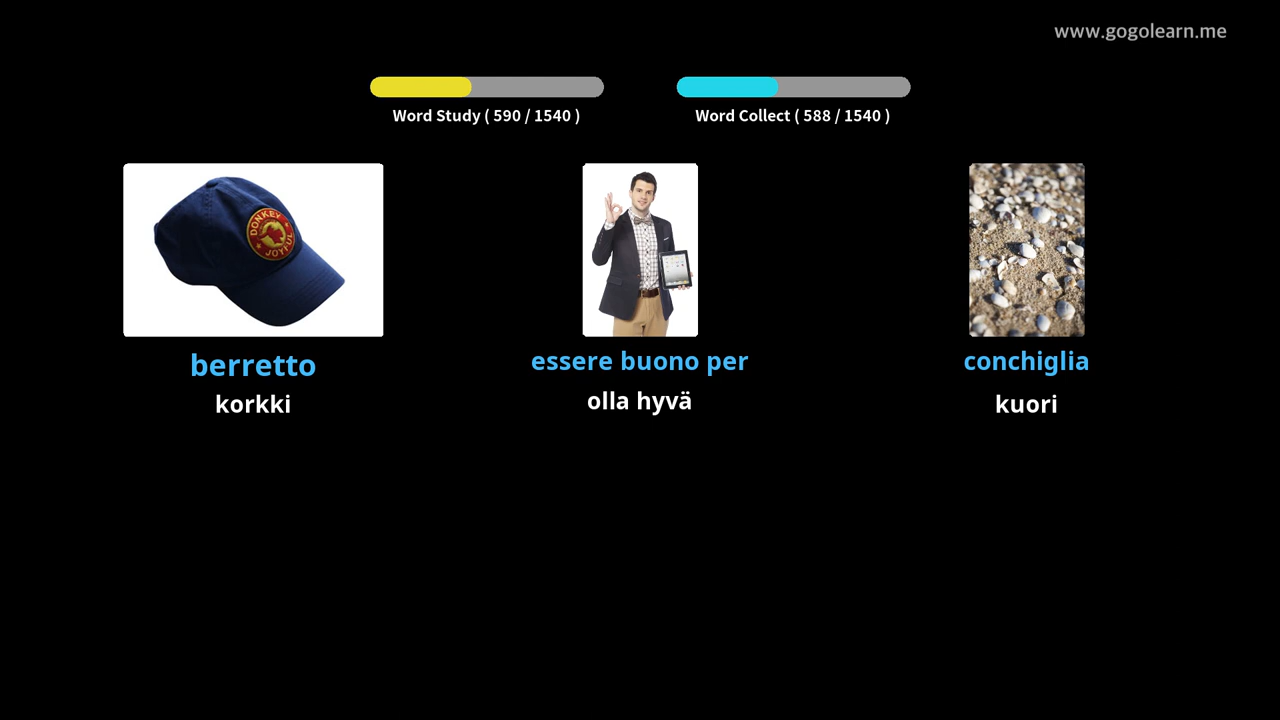 www.gogolearn.me
Word Study ( 590 / 1540 )
Word Collect ( 588 / 1540 )
DONKEY
JOYFUL
berretto
korkki
essere buono per
olla hyvä
conchiglia
kuori